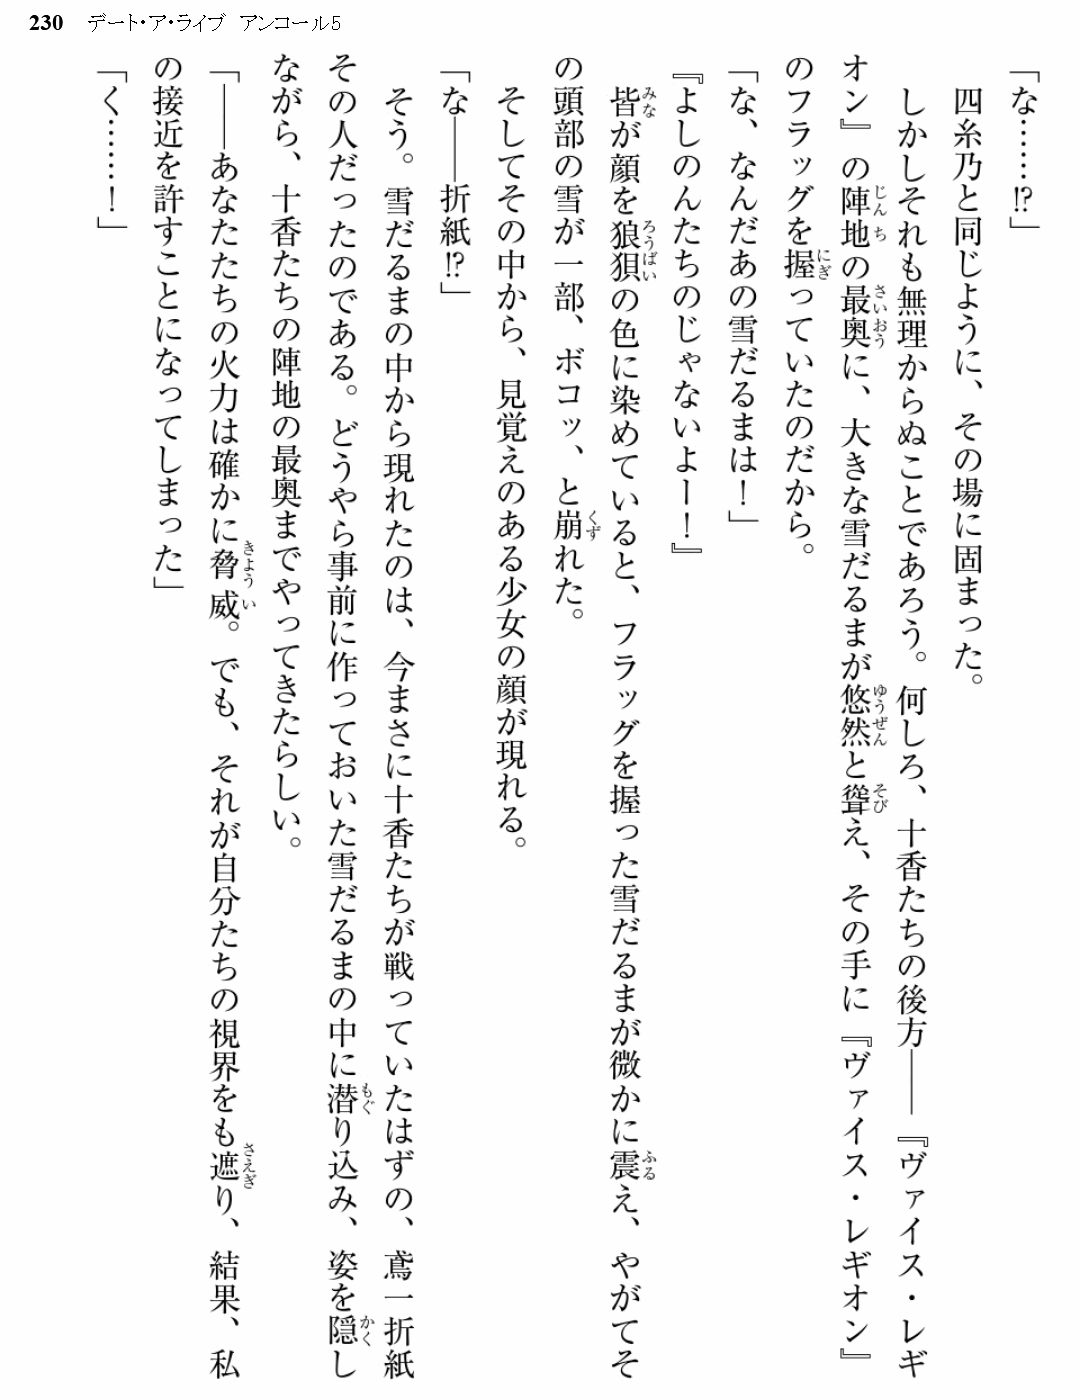 230 デート・ア・ライブ アンコール5
「な……!?」
四糸乃と同じように、その場に固まった。
しかしそれも無理からぬことであろう。何しろ、十香たちの後方――『ヴァイス・レギ
オン』の陣地の最奥に、大きな雪だるまが悠然と聳え、その手に『ヴァイス・レギオン』
のフラッグを握っていたのだから。
「な、なんだあの雪だるまは！」
『よしのんたちのじゃないよー！』
皆が顔を狼狽の色に染めていると、フラッグを握った雪だるまが微かに震え、やがてそ
の頭部の雪が一部、ボコッ、と崩れた。
そしてその中から、見覚えのある少女の顔が現れる。
「な――折紙!?」
そう。雪だるまの中から現れたのは、今まさに十香たちが戦っていたはずの、鳶一折紙
その人だったのである。どうやら事前に作っておいた雪だるまの中に潜り込み、姿を隠し
ながら、十香たちの陣地の最奥までやってきたらしい。
「――あなたたちの火力は確かに脅威。でも、それが自分たちの視界をも遮り、結果、私
の接近を許すことになってしまった」
「く……！」